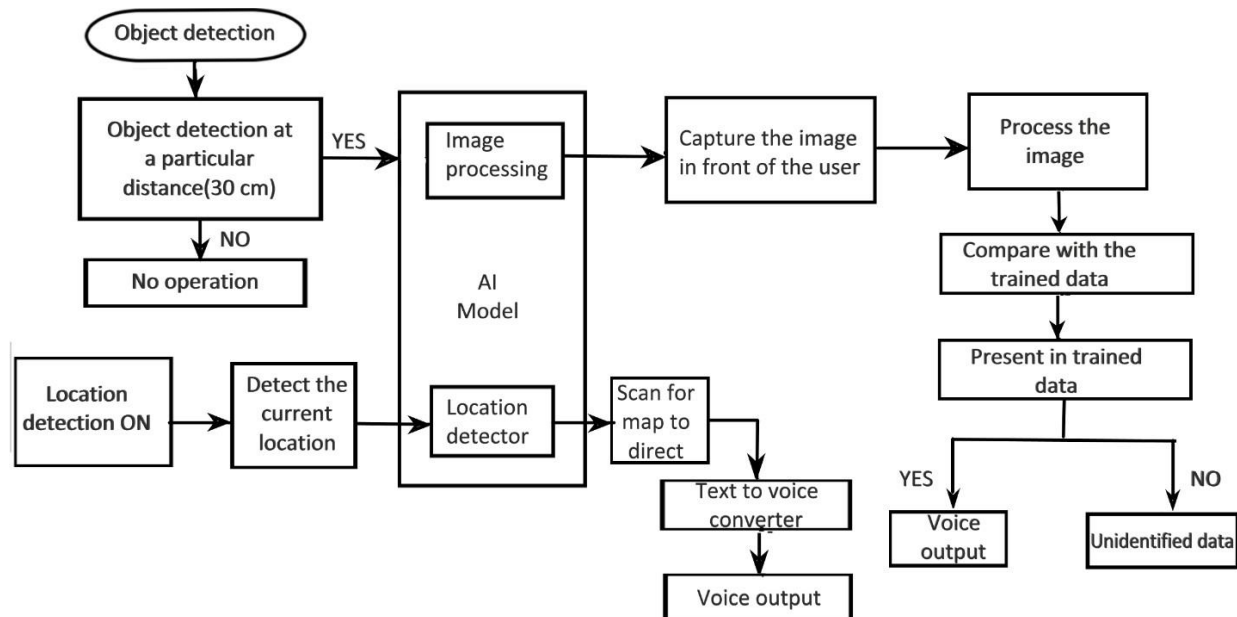 Object detection
Object detection at
a particular
distance(30 cm)
YES
NO
No operation
Image
processing
AI
Model
Capture the image
in front of the user
Process the
image
Compare with the
trained data
Present in trained
data
YES
NO
Voice
output
Unidentified data
Location
detection ON
Detect the
current
location
Location
detector
Scan for
map to
direct
Text to voice
converter
Voice output